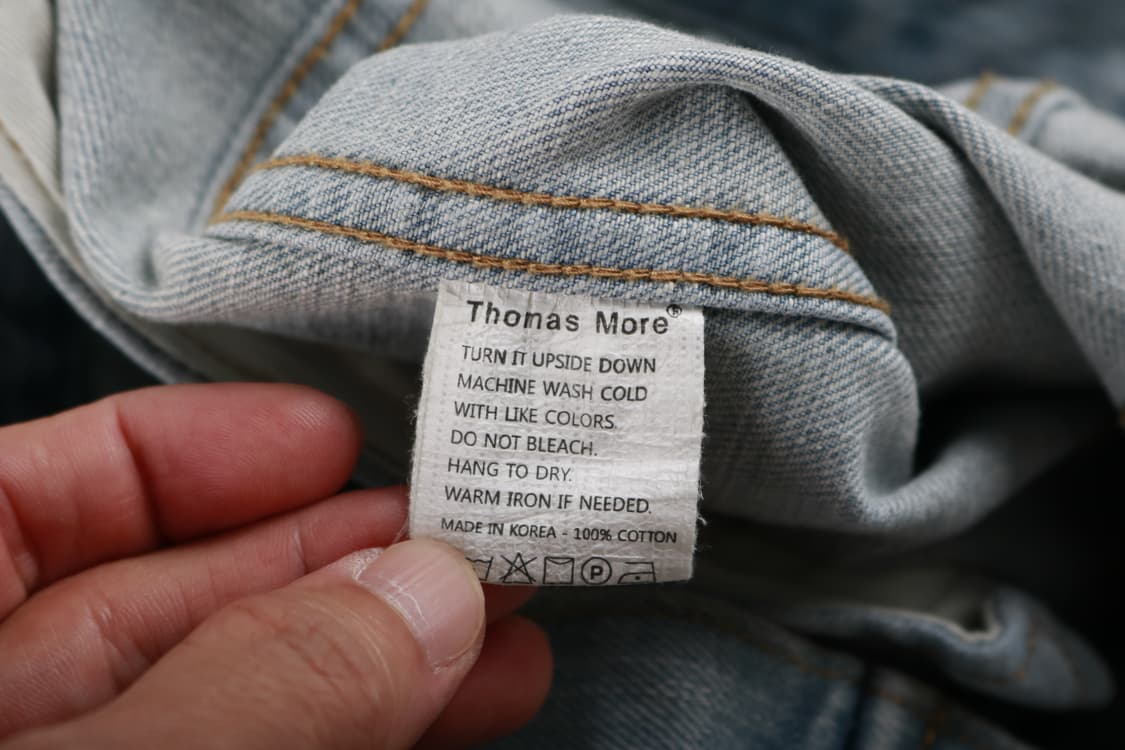 Thomas More®
TURN IT UPSIDE DOWN
MACHINE WASH COLD
WITH LIKE COLORS.
DO NOT BLEACH.
HANG TO DRY.
WARM IRON IF NEEDED.
MADE IN KOREA - 100% COTTON
P